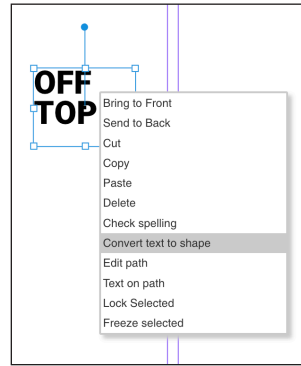 OFF
TOP
Bring to Front
Send to Back
Cut
Copy
Paste
Delete
Check spelling
Convert text to shape
Edit path
Text on path
Lock Selected
Freeze selected